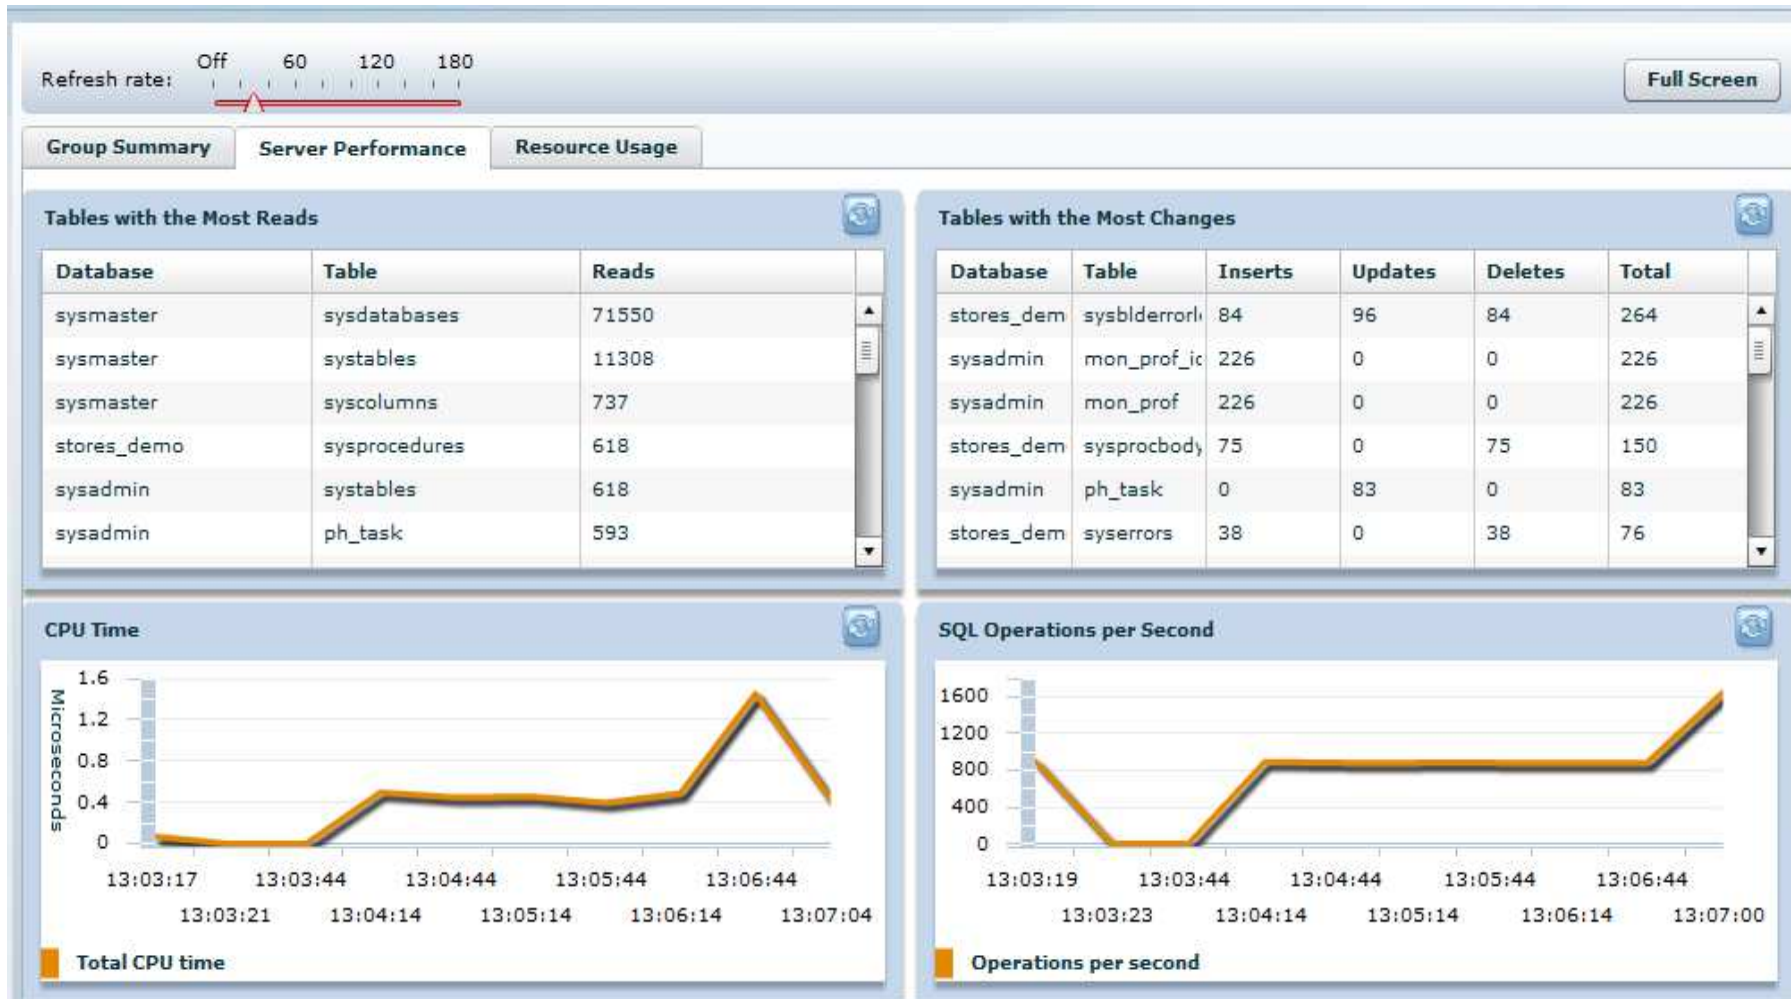 Off 60 120 180
Refresh rate:
Full Screen
Group Summary Server Performance Resource Usage
Tables with the Most Reads
Database Table Reads
sysmaster sysdatabases 71550
sysmaster systables 11308
sysmaster syscolumns 737
stores_demo sysprocedures 618
sysadmin systables 618
sysadmin ph_task 593
Tables with the Most Changes
Database Table Inserts Updates Deletes Total
stores_dem sysblderrorl 84 96 84 264
sysadmin mon_prof_ic 226 0 0 226
sysadmin mon_prof 226 0 0 226
stores_dem sysprocbody 75 0 75 150
sysadmin ph_task 0 83 0 83
stores_dem syserrors 38 0 38 76
CPU Time
Microseconds
1.6
1.2
0.8
0.4
0
13:03:17 13:03:44 13:04:44 13:05:44 13:06:44
13:03:21 13:04:14 13:05:14 13:06:14 13:07:04
Total CPU time
SQL Operations per Second
1600
1200
800
400
0
13:03:19 13:03:44 13:04:44 13:05:44 13:06:44
13:03:23 13:04:14 13:05:14 13:06:14 13:07:00
Operations per second